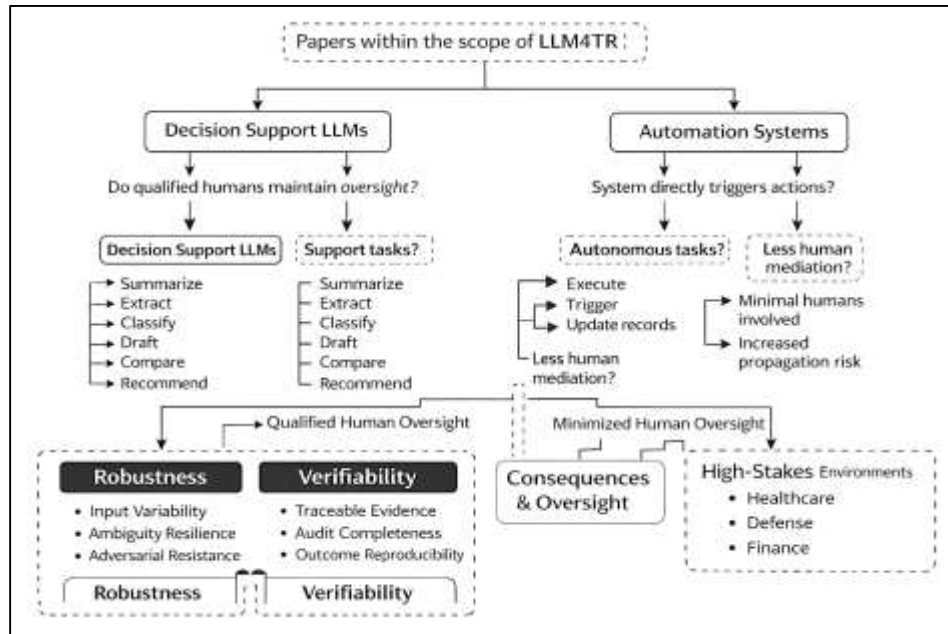 Papers within the scope of LLM4TR
Decision Support LLMs
Automation Systems
Do qualified humans maintain oversight?
System directly triggers actions?
Decision Support LLMs
Support tasks?
Autonomous tasks?
Less human
mediation?
Summarize
Extract
Classify
Draft
Compare
Recommend
Summarize
Extract
Classify
Draft
Compare
Recommend
Execute
Trigger
Update records
Less human
mediation?
Minimal humans
involved
Increased
propagation risk
Qualified Human Oversight
Minimized Human Oversight
Robustness
• Input Variability
• Ambiguity Resilience
• Adversarial Resistance
Robustness
Verifiability
• Traceable Evidence
• Audit Completeness
• Outcome Reproducibility
Verifiability
Consequences
& Oversight
High-Stakes Environments
• Healthcare
• Defense
• Finance